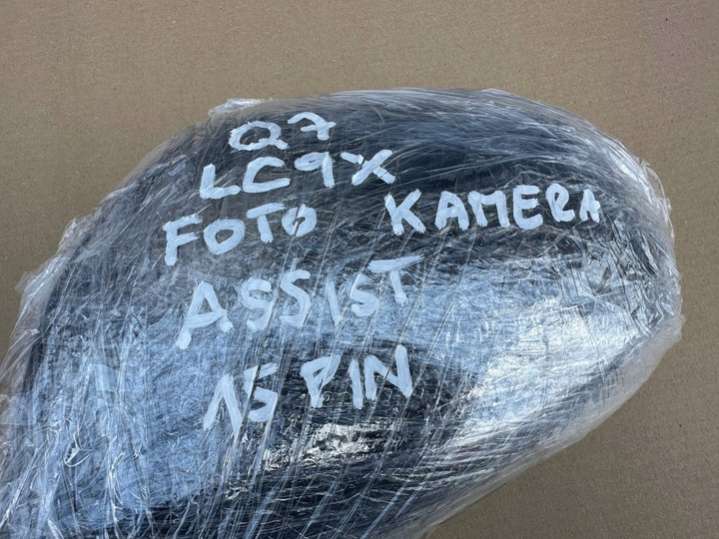 Q7
LC9X
FOTO KAMERA
ASSIST
15 PIN